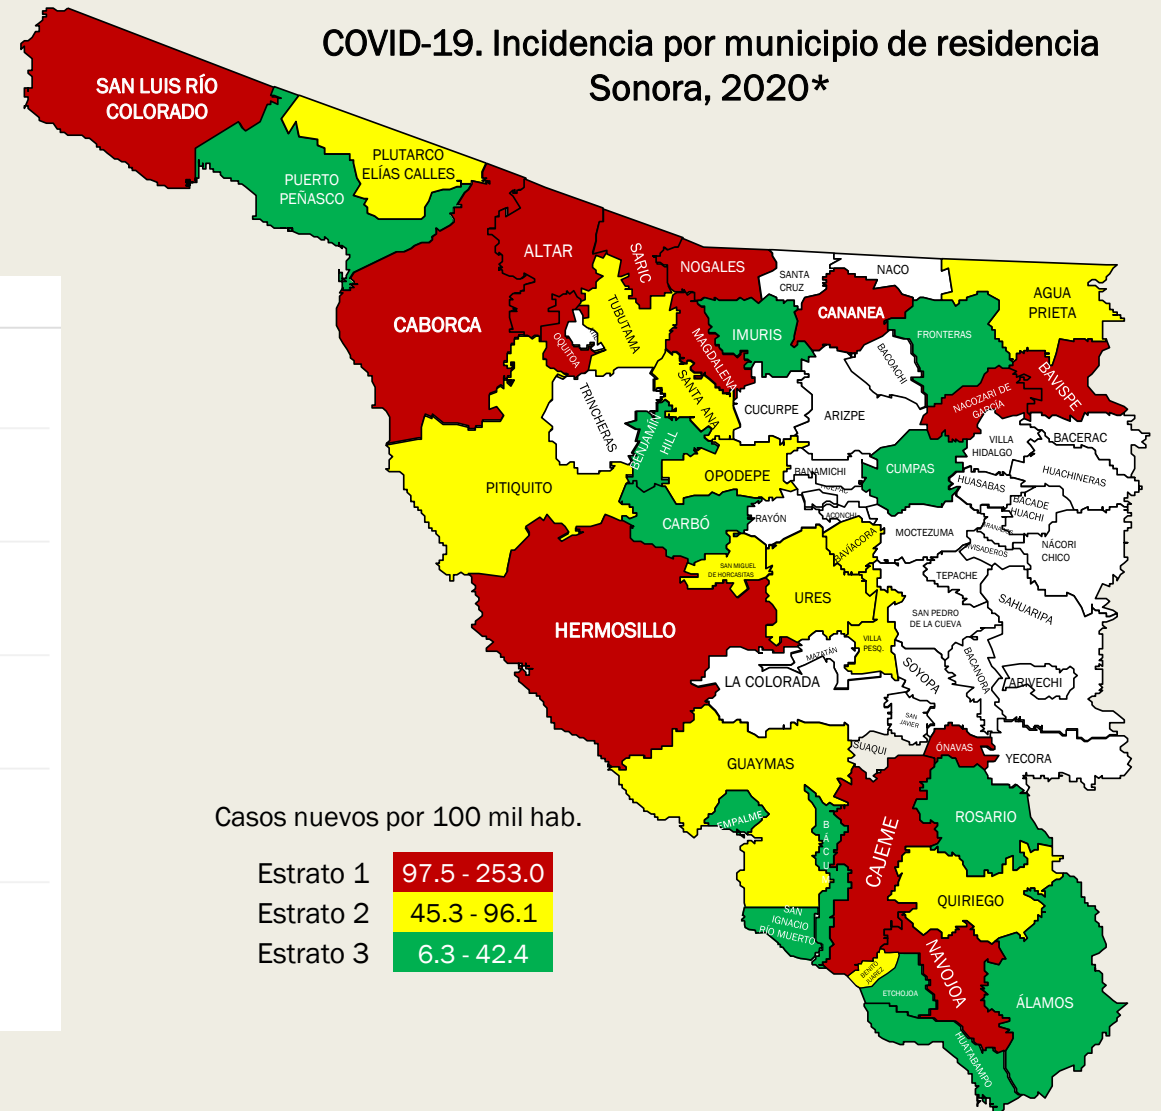 COVID-19. Incidencia por municipio de residencia
Sonora, 2020*
SAN LUIS RÍO
COLORADO
PLUTARCO
ELÍAS CALLES
PUERTO
PEÑASCO
ALTAR
SARIC
NOGALES
SANTA
CRUZ
NACO
AGUA
PRIETA
CABORCA
TUBUTAMA
CANANEA
IMURIS
FRONTERAS
OQUITOA
MAGDALENA
BACOACHI
BAVISPE
SANTA ANA
NACOZARI DE
GARCÍA
TRINCHERAS
CUCURPE
ARIZPE
BENJAMÍN
HILL
VILLA
HIDALGO
BACERAC
OPODEPE
BANAMICHI
CUMPAS
HUACHINERAS
PITIQUITO
HUASABAS
BACADE
HUACHI
CARBÓ
RAYÓN
ACONCHI
MOCTEZUMA
BAVÍACORA
NÁCORI
CHICO
SAN MIGUEL
DE HORCASITAS
TEPACHE
URES
SAN PEDRO
DE LA CUEVA
SAHUARIPA
HERMOSILLO
VILLA
PESQ.
MAZATÁN
SOYOPA
BACANORA
LA COLORADA
ARIVECHI
SAN
JAVIER
SUAQUI
ÓNAVAS
YECORA
GUAYMAS
EMPALME
BÁCUM
CAJEME
ROSARIO
QUIRIEGO
SAN
IGNACIO
RÍO MUERTO
NAVOJOA
BENITO
JUAREZ
ETCHOJOA
ÁLAMOS
HUATABAMPO
Casos nuevos por 100 mil hab.
Estrato 1 97.5 - 253.0
Estrato 2 45.3 - 96.1
Estrato 3 6.3 - 42.4